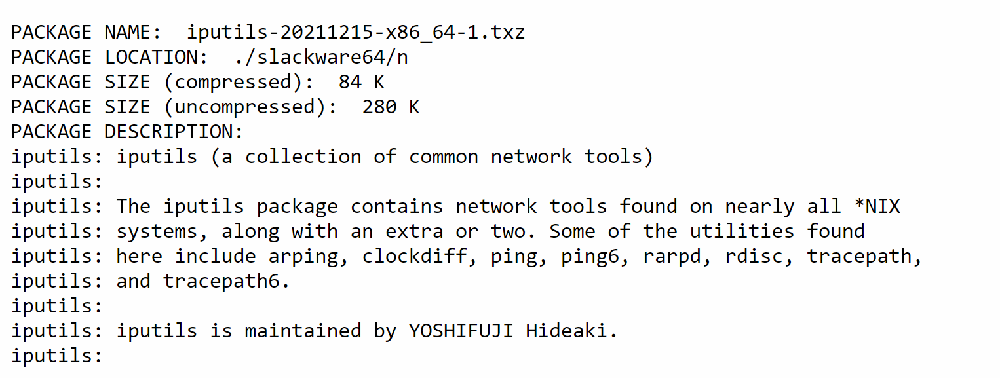 PACKAGE NAME:  iputils-20211215-x86_64-1.txz
PACKAGE LOCATION:  ./slackware64/n
PACKAGE SIZE (compressed):  84 K
PACKAGE SIZE (uncompressed):  280 K
PACKAGE DESCRIPTION:
iputils: iputils (a collection of common network tools)
iputils:
iputils: The iputils package contains network tools found on nearly all *NIX
iputils: systems, along with an extra or two. Some of the utilities found
iputils: here include arping, clockdiff, ping, ping6, rarpd, rdisc, tracepath,
iputils: and tracepath6.
iputils:
iputils: iputils is maintained by YOSHIFUJI Hideaki.
iputils: